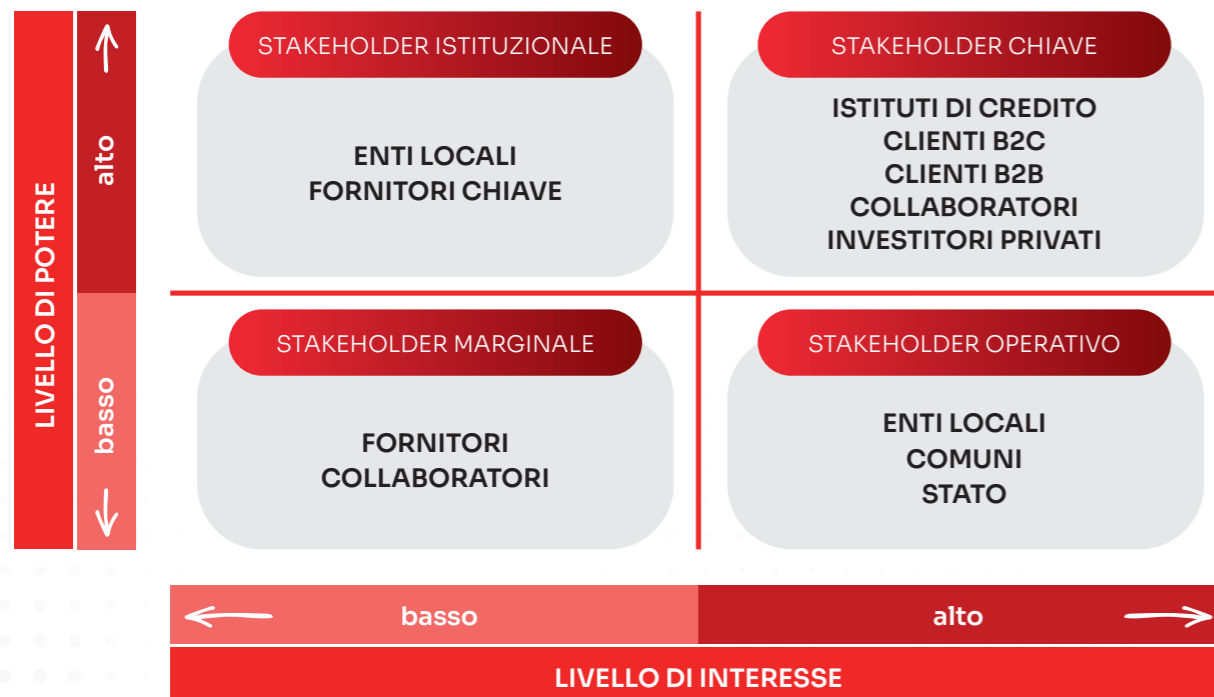 LIVELLO DI POTERE
alto
basso
STAKEHOLDER ISTITUZIONALE
ENTI LOCALI
FORNITORI CHIAVE
STAKEHOLDER CHIAVE
ISTITUTI DI CREDITO
CLIENTI B2C
CLIENTI B2B
COLLABORATORI
INVESTITORI PRIVATI
STAKEHOLDER MARGINALE
FORNITORI
COLLABORATORI
STAKEHOLDER OPERATIVO
ENTI LOCALI
COMUNI
STATO
basso
alto
LIVELLO DI INTERESSE